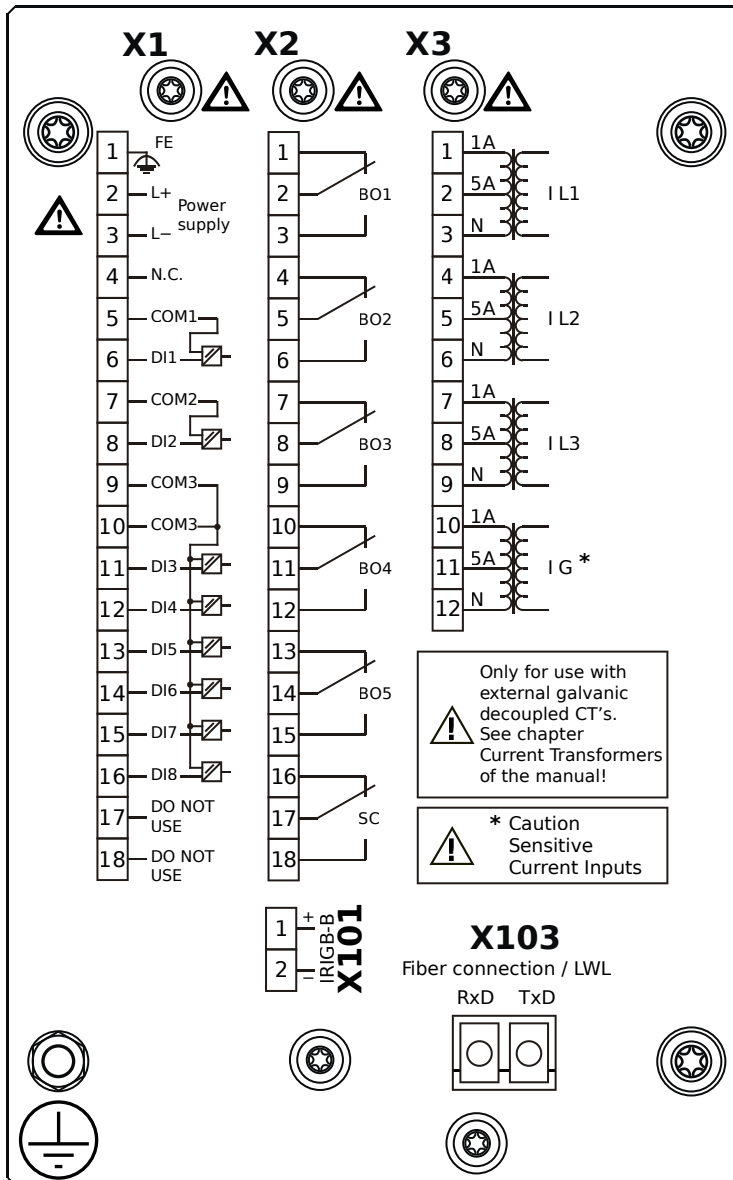 X1 X2 X3
1 FE
2 L+
3 L−
Power
supply
4 N.C.
5 COM1
6 DI1
7 COM2
8 DI2
9 COM3
10 COM3
11 DI3
12 DI4
13 DI5
14 DI6
15 DI7
16 DI8
17 DO NOT
USE
18 DO NOT
USE
1
2 BO1
3
4
5 BO2
6
7
8 BO3
9
10
11 BO4
12
13
14 BO5
15
16
17 SC
18
1 1A
2 5A I L1
3 N
4 1A
5 5A I L2
6 N
7 1A
8 5A I L3
9 N
10 1A
11 5A I G *
12 N
! Only for use with
external galvanic
decoupled CT's.
See chapter
Current Transformers
of the manual!
! * Caution
Sensitive
Current Inputs
1 +
2 −
IRIGB-B
X101
X103
Fiber connection / LWL
RxD TxD